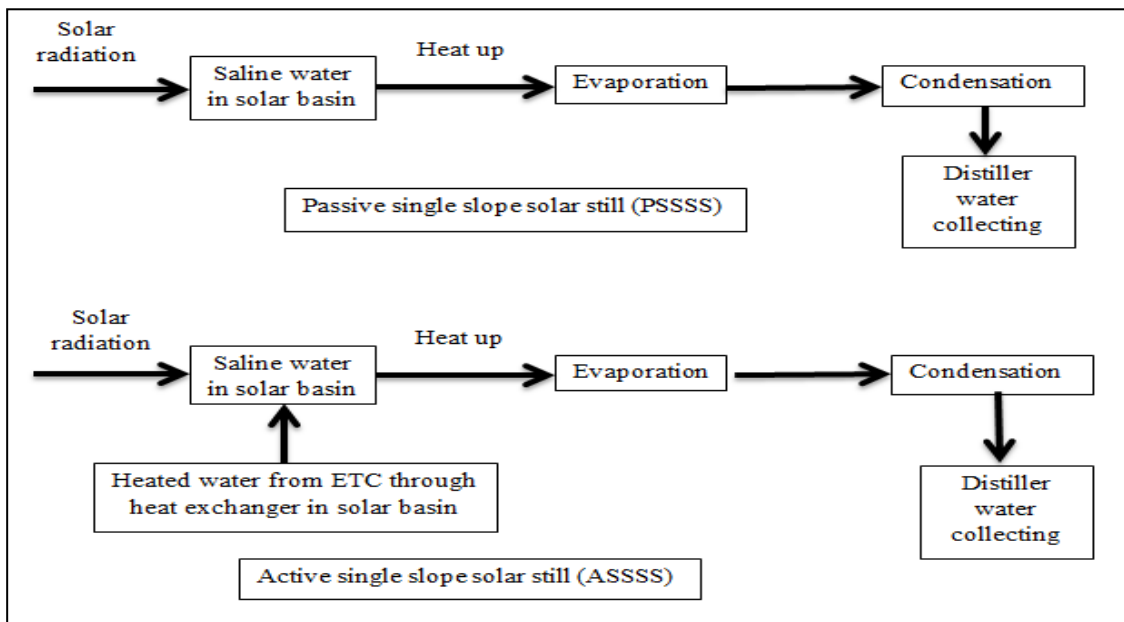 Solar
radiation
Heat up
Saline water
in solar basin
Evaporation
Condensation
Distiller
water
collecting
Passive single slope solar still (PSSSS)
Solar
radiation
Heat up
Saline water
in solar basin
Evaporation
Condensation
Heated water from ETC through
heat exchanger in solar basin
Distiller
water
collecting
Active single slope solar still (ASSSS)